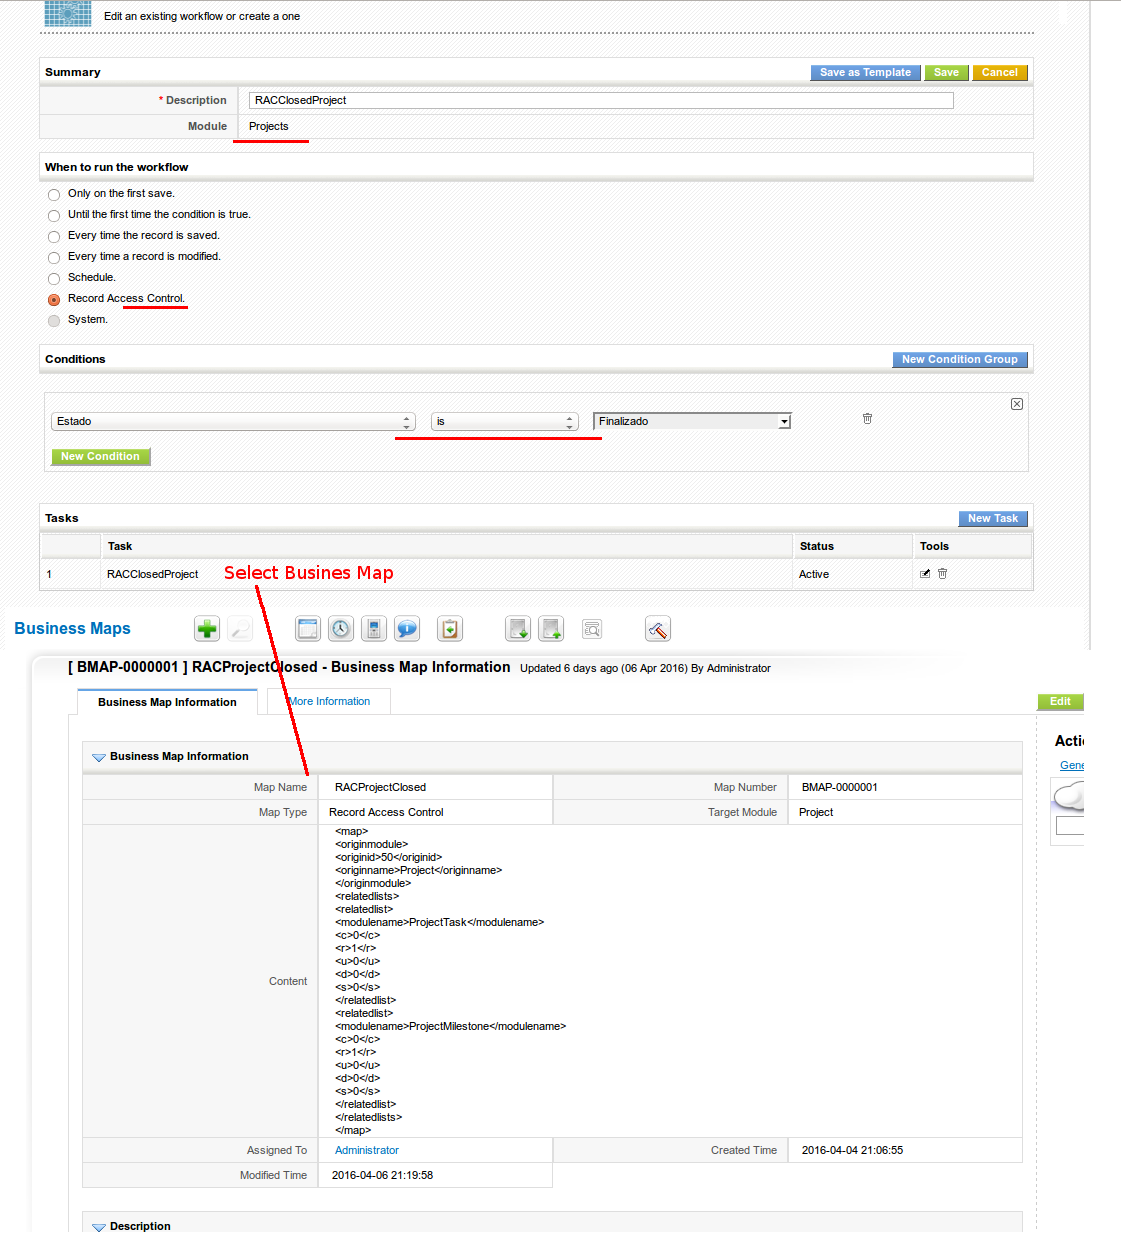 Edit an existing workflow or create a one
Summary
Save as Template
Save
Cancel
* Description
RACClosedProject
Module
Projects
When to run the workflow
Only on the first save.
Until the first time the condition is true.
Every time the record is saved.
Every time a record is modified.
Schedule.
Record Access Control.
System.
Conditions
New Condition Group
Estado
is
Finalizado
New Condition
Tasks
New Task
Task
Status
Tools
1
RACClosedProject
Select Busines Map
Active
Business Maps
[ BMAP-0000001 ] RACProjectClosed - Business Map Information
Updated 6 days ago (06 Apr 2016) By Administrator
Business Map Information
More Information
Edit
Actio
Gene
Business Map Information
Map Name
RACProjectClosed
Map Number
BMAP-0000001
Map Type
Record Access Control
Target Module
Project
Content
<map>
<originmodule>
<originid>50</originid>
<originname>Project</originname>
</originmodule>
<relatedlists>
<relatedlist>
<modulename>ProjectTask</modulename>
<c>0</c>
<r>1</r>
<u>0</u>
<d>0</d>
<s>0</s>
</relatedlist>
<relatedlist>
<modulename>ProjectMilestone</modulename>
<c>0</c>
<r>1</r>
<u>0</u>
<d>0</d>
<s>0</s>
</relatedlist>
</relatedlists>
</map>
Assigned To
Administrator
Created Time
2016-04-04 21:06:55
Modified Time
2016-04-06 21:19:58
Description